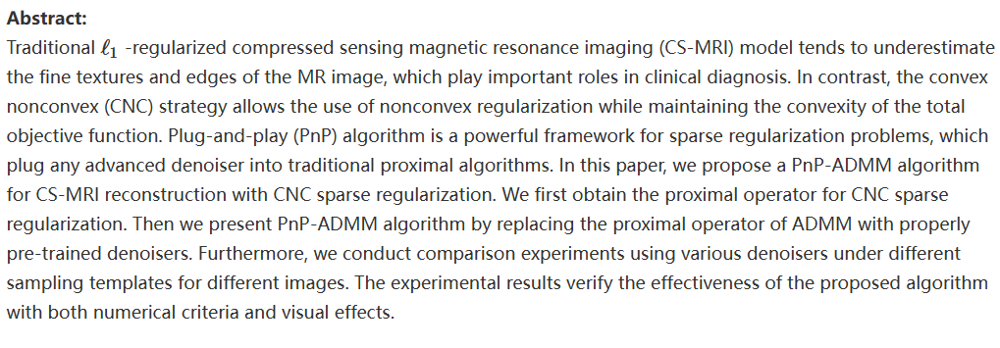 Abstract:
Traditional ℓ1 -regularized compressed sensing magnetic resonance imaging (CS-MRI) model tends to underestimate
the fine textures and edges of the MR image, which play important roles in clinical diagnosis. In contrast, the convex
nonconvex (CNC) strategy allows the use of nonconvex regularization while maintaining the convexity of the total
objective function. Plug-and-play (PnP) algorithm is a powerful framework for sparse regularization problems, which
plug any advanced denoiser into traditional proximal algorithms. In this paper, we propose a PnP-ADMM algorithm
for CS-MRI reconstruction with CNC sparse regularization. We first obtain the proximal operator for CNC sparse
regularization. Then we present PnP-ADMM algorithm by replacing the proximal operator of ADMM with properly
pre-trained denoisers. Furthermore, we conduct comparison experiments using various denoisers under different
sampling templates for different images. The experimental results verify the effectiveness of the proposed algorithm
with both numerical criteria and visual effects.